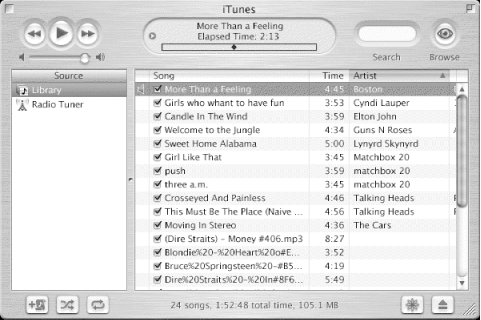 iTunes
More Than a Feeling
Elapsed Time: 2:13
Search
Browse
Source
Library
Radio Tuner
Song Time Artist
More Than a Feeling 4:45 Boston
Girls who whant to have fun 3:53 Cyndi Lauper
Candle In The Wind 3:59 Elton John
Welcome to the Jungle 4:34 Guns N Roses
Sweet Home Alabama 5:00 Lynyrd Skynyrd
Girl Like That 3:45 Matchbox 20
push 3:59 matchbox 20
three a.m. 3:45 matchbox 20
Crosseyed And Painless 4:46 Talking Heads
This Must Be The Place (Naive ... 4:56 Talking Heads
Moving In Stereo 4:36 The Cars
(Dire Straits) - Money #406.mp3 8:27
Blondie%20-%20Heart%20o#E... 3:52
Bruce%20Springsteen%20-#B5... 4:19
Dire%20Straits%20-%20In#8F6... 5:49
24 songs, 1:52:48 total time, 105.1 MB